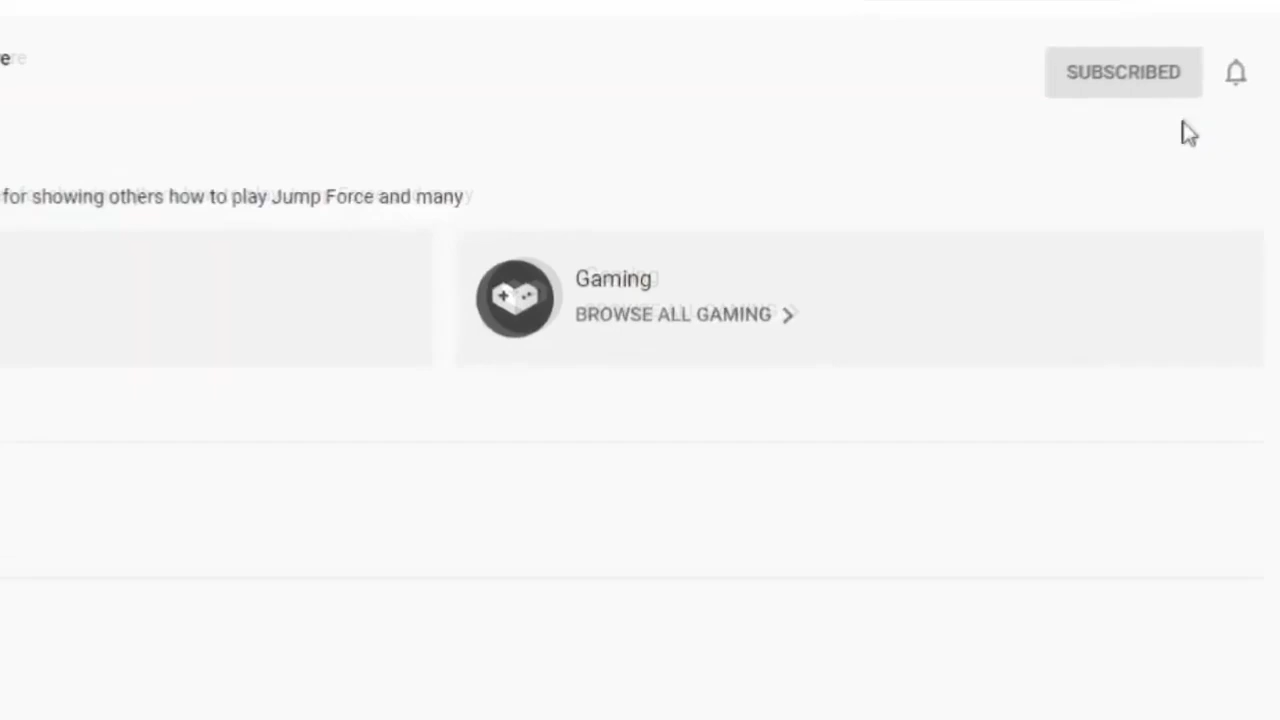 SUBSCRIBED
for showing others how to play Jump Force and many
Gaming
BROWSE ALL GAMING